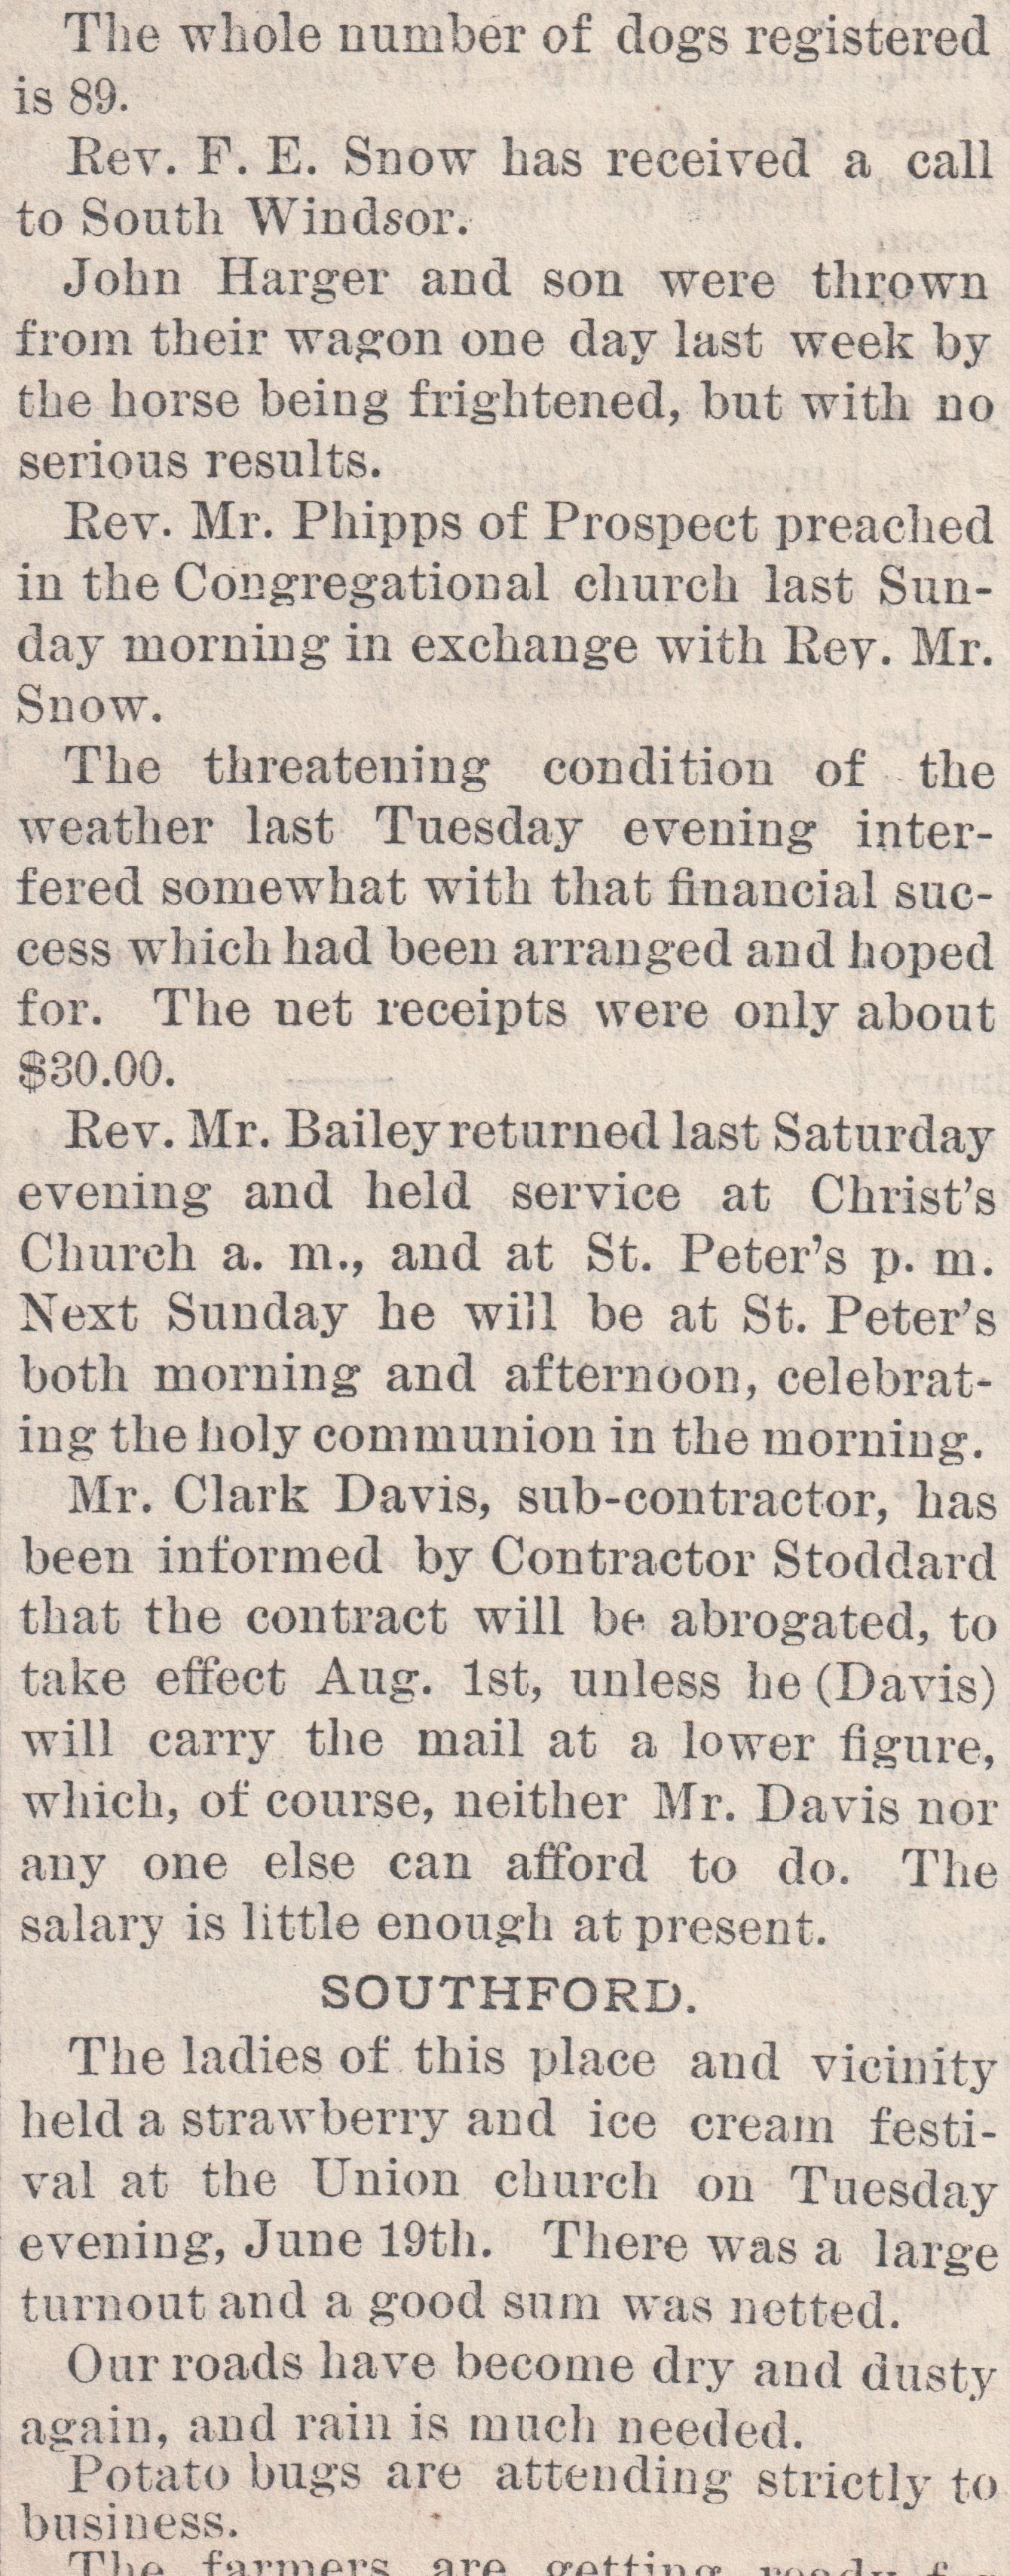 The whole number of dogs registered
is 89.
Rev. F. E. Snow has received a call
to South Windsor.
John Harger and son were thrown
from their wagon one day last week by
the horse being frightened, but with no
serious results.
Rev. Mr. Phipps of Prospect preached
in the Congregational church last Sun-
day morning in exchange with Rev. Mr.
Snow.
The threatening condition of the
weather last Tuesday evening inter-
fered somewhat with that financial suc-
cess which had been arranged and hoped
for. The net receipts were only about
$30.00.
Rev. Mr. Bailey returned last Saturday
evening and held service at Christ's
Church a. m., and at St. Peter's p. m.
Next Sunday he will be at St. Peter's
both morning and afternoon, celebrat-
ing the holy communion in the morning.
Mr. Clark Davis, sub-contractor, has
been informed by Contractor Stoddard
that the contract will be abrogated, to
take effect Aug. 1st, unless he (Davis)
will carry the mail at a lower figure,
which, of course, neither Mr. Davis nor
any one else can afford to do. The
salary is little enough at present.
SOUTHFORD.
The ladies of this place and vicinity
held a strawberry and ice cream festi-
val at the Union church on Tuesday
evening, June 19th. There was a large
turnout and a good sum was netted.
Our roads have become dry and dusty
again, and rain is much needed.
Potato bugs are attending strictly to
business.
The farmers are getting ready